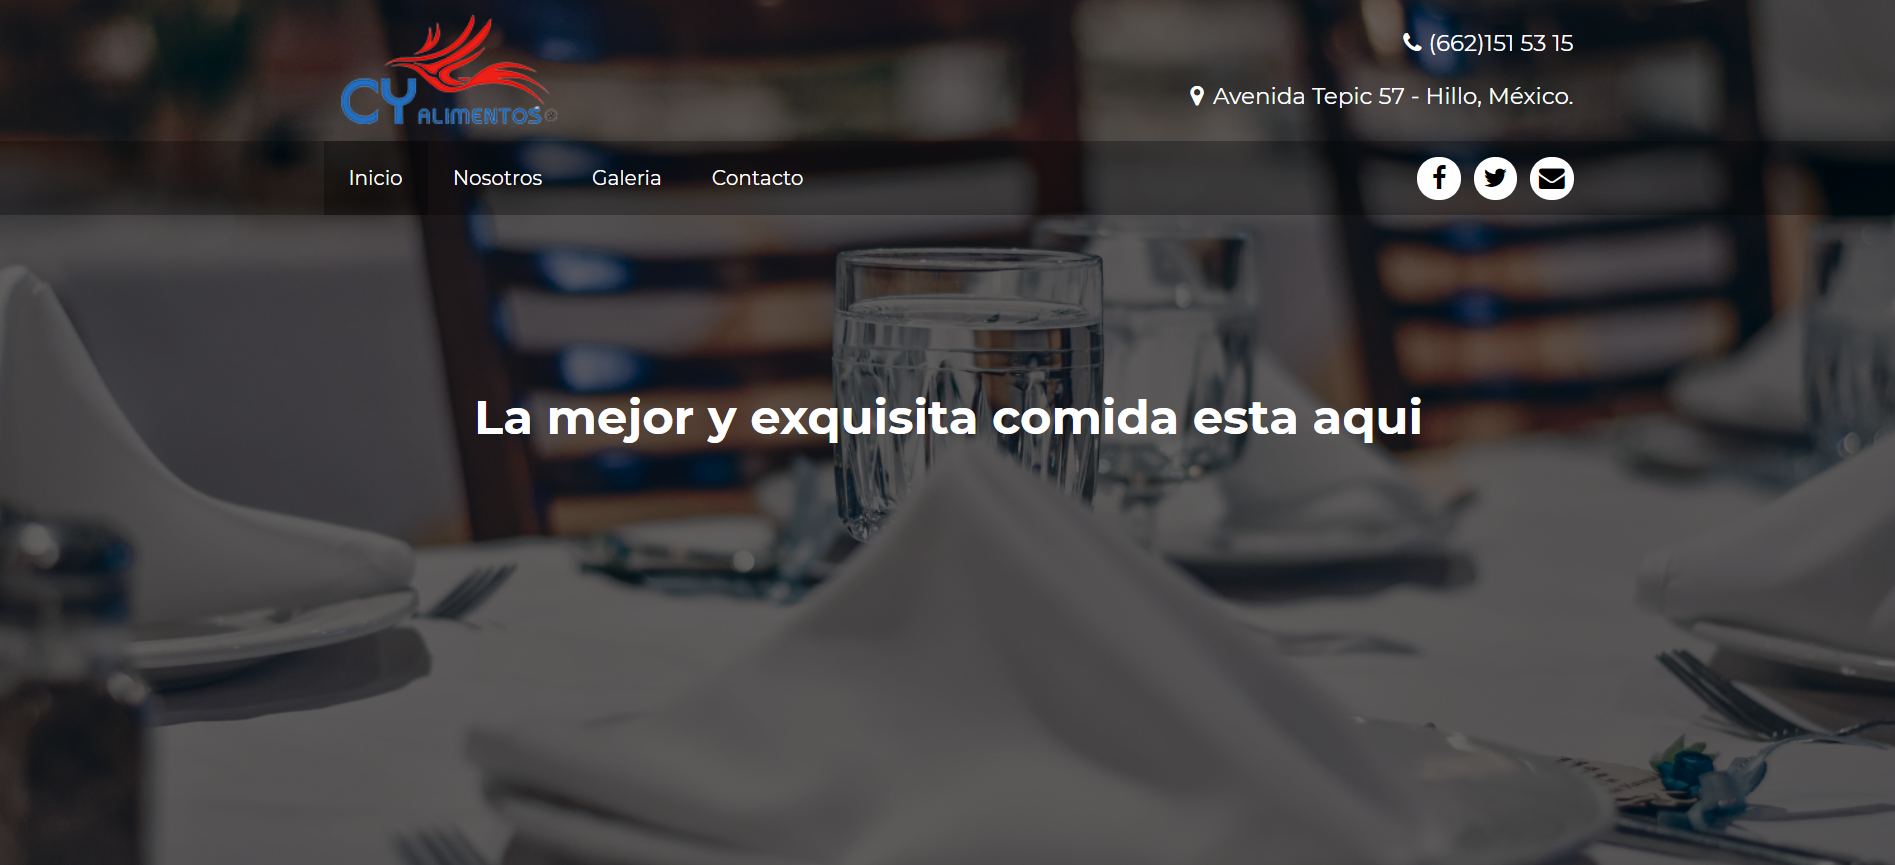 CY ALIMENTOS
(662)151 53 15
Avenida Tepic 57 - Hillo, México.
Inicio Nosotros Galeria Contacto
La mejor y exquisita comida esta aqui